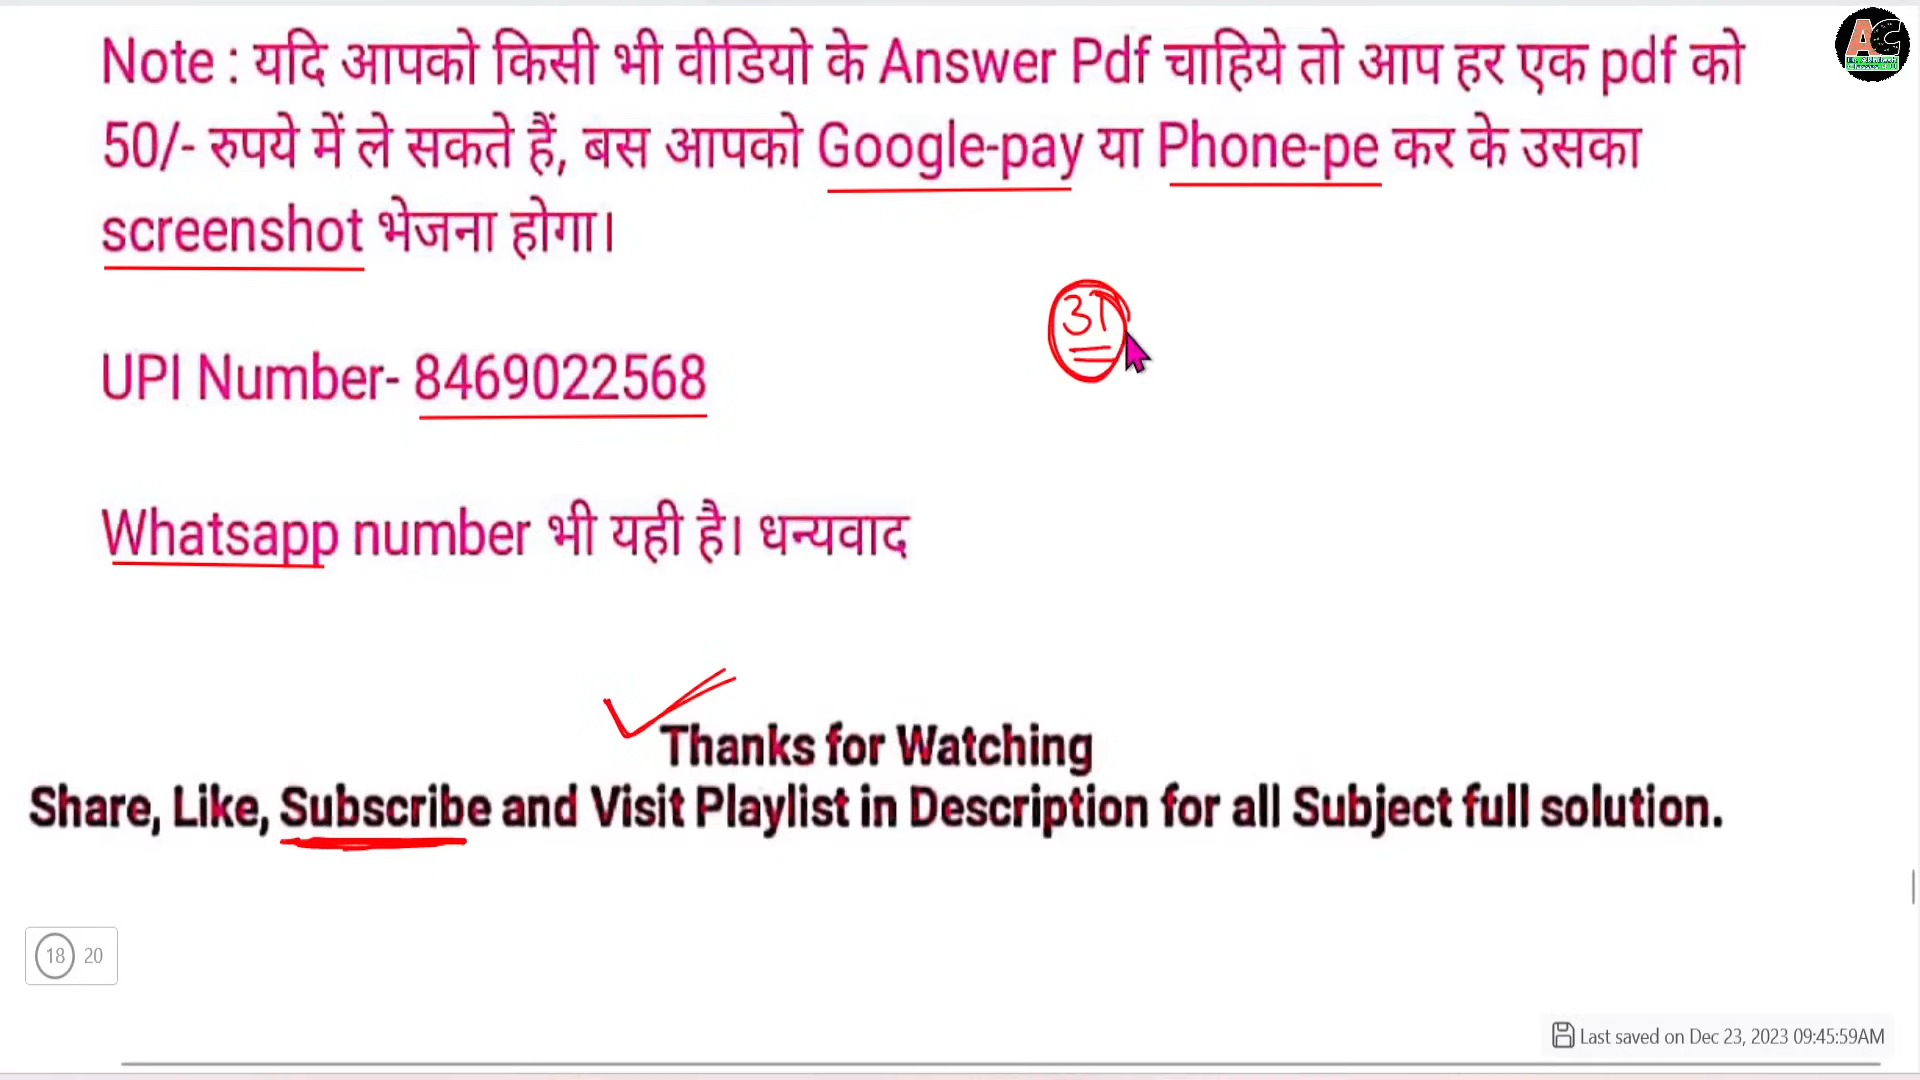 AC
Note : यदि आपको किसी भी वीडियो के Answer Pdf चाहिये तो आप हर एक pdf को
50/- रुपये में ले सकते हैं, बस आपको Google-pay या Phone-pe कर के उसका
screenshot भेजना होगा।
UPI Number- 8469022568
Whatsapp number भी यही है। धन्यवाद
Thanks for Watching
Share, Like, Subscribe and Visit Playlist in Description for all Subject full solution.
18 20
Last saved on Dec 23, 2023 09:45:59AM